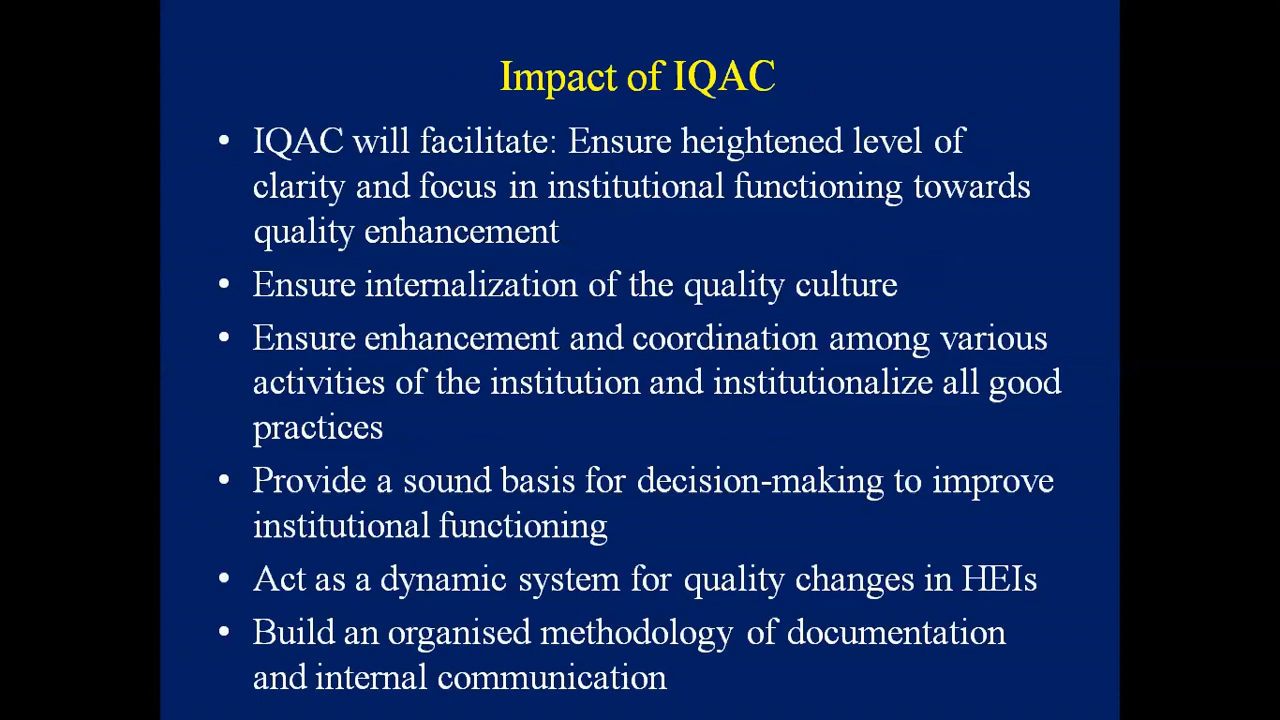 Impact of IQAC
• IQAC will facilitate: Ensure heightened level of
clarity and focus in institutional functioning towards
quality enhancement
• Ensure internalization of the quality culture
• Ensure enhancement and coordination among various
activities of the institution and institutionalize all good
practices
• Provide a sound basis for decision-making to improve
institutional functioning
• Act as a dynamic system for quality changes in HEIs
• Build an organised methodology of documentation
and internal communication